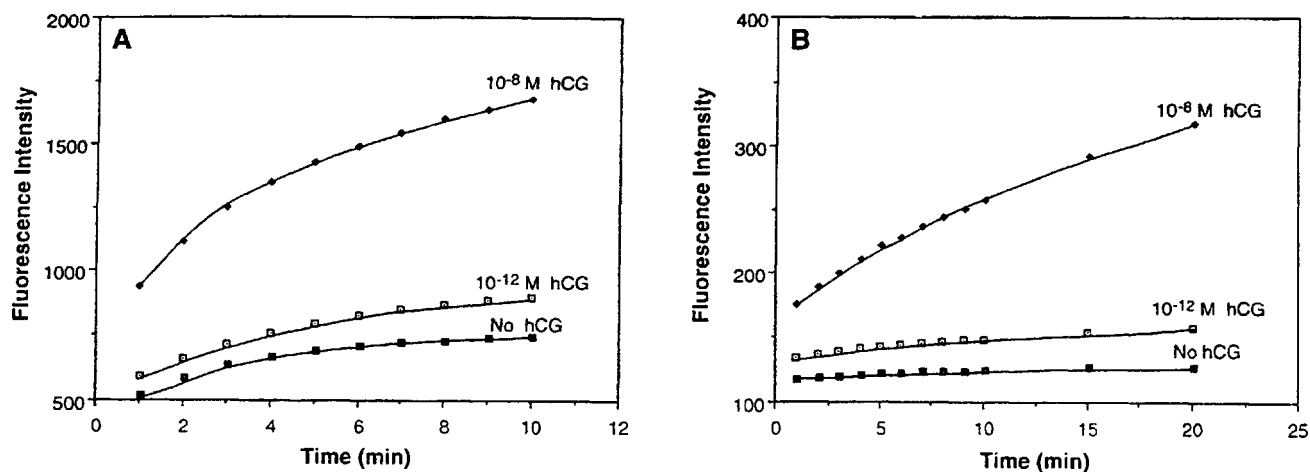 A
2000
1500
1000
500
Fluorescence Intensity
10-8 M hCG
10-12 M hCG
No hCG
0 2 4 6 8 10 12
Time (min)
B
400
300
200
100
Fluorescence Intensity
10-8 M hCG
10-12 M hCG
No hCG
0 5 10 15 20 25
Time (min)